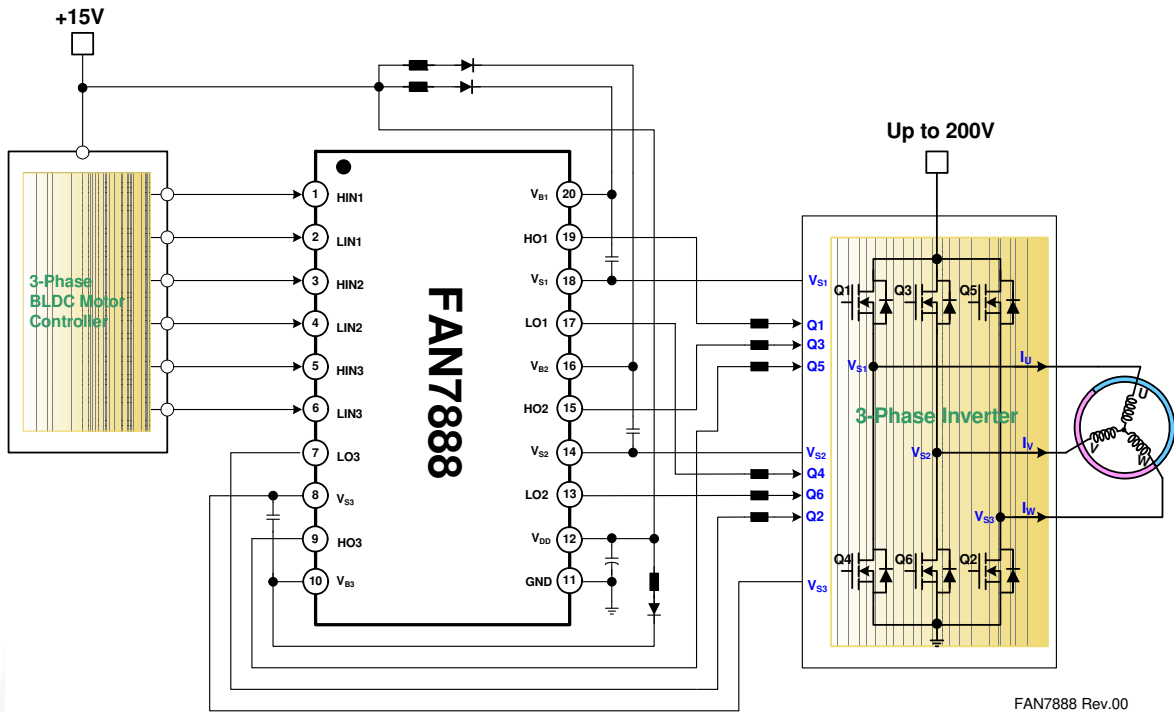 +15V
Up to 200V
3-Phase
BLDC Motor
Controller
FAN7888
1 HIN1
2 LIN1
3 HIN2
4 LIN2
5 HIN3
6 LIN3
7 LO3
8 VS3
9 HO3
10 VB3
VB1 20
HO1 19
VS1 18
LO1 17
VB2 16
HO2 15
VS2 14
LO2 13
VDD 12
GND 11
VS1
Q1
Q3
Q5
VS2
Q4
Q6
Q2
VS3
Q1
Q3
Q5
VS1
3-Phase Inverter
VS2
VS3
Q4
Q6
Q2
IU
IV
IW
U
V
W
FAN7888 Rev.00